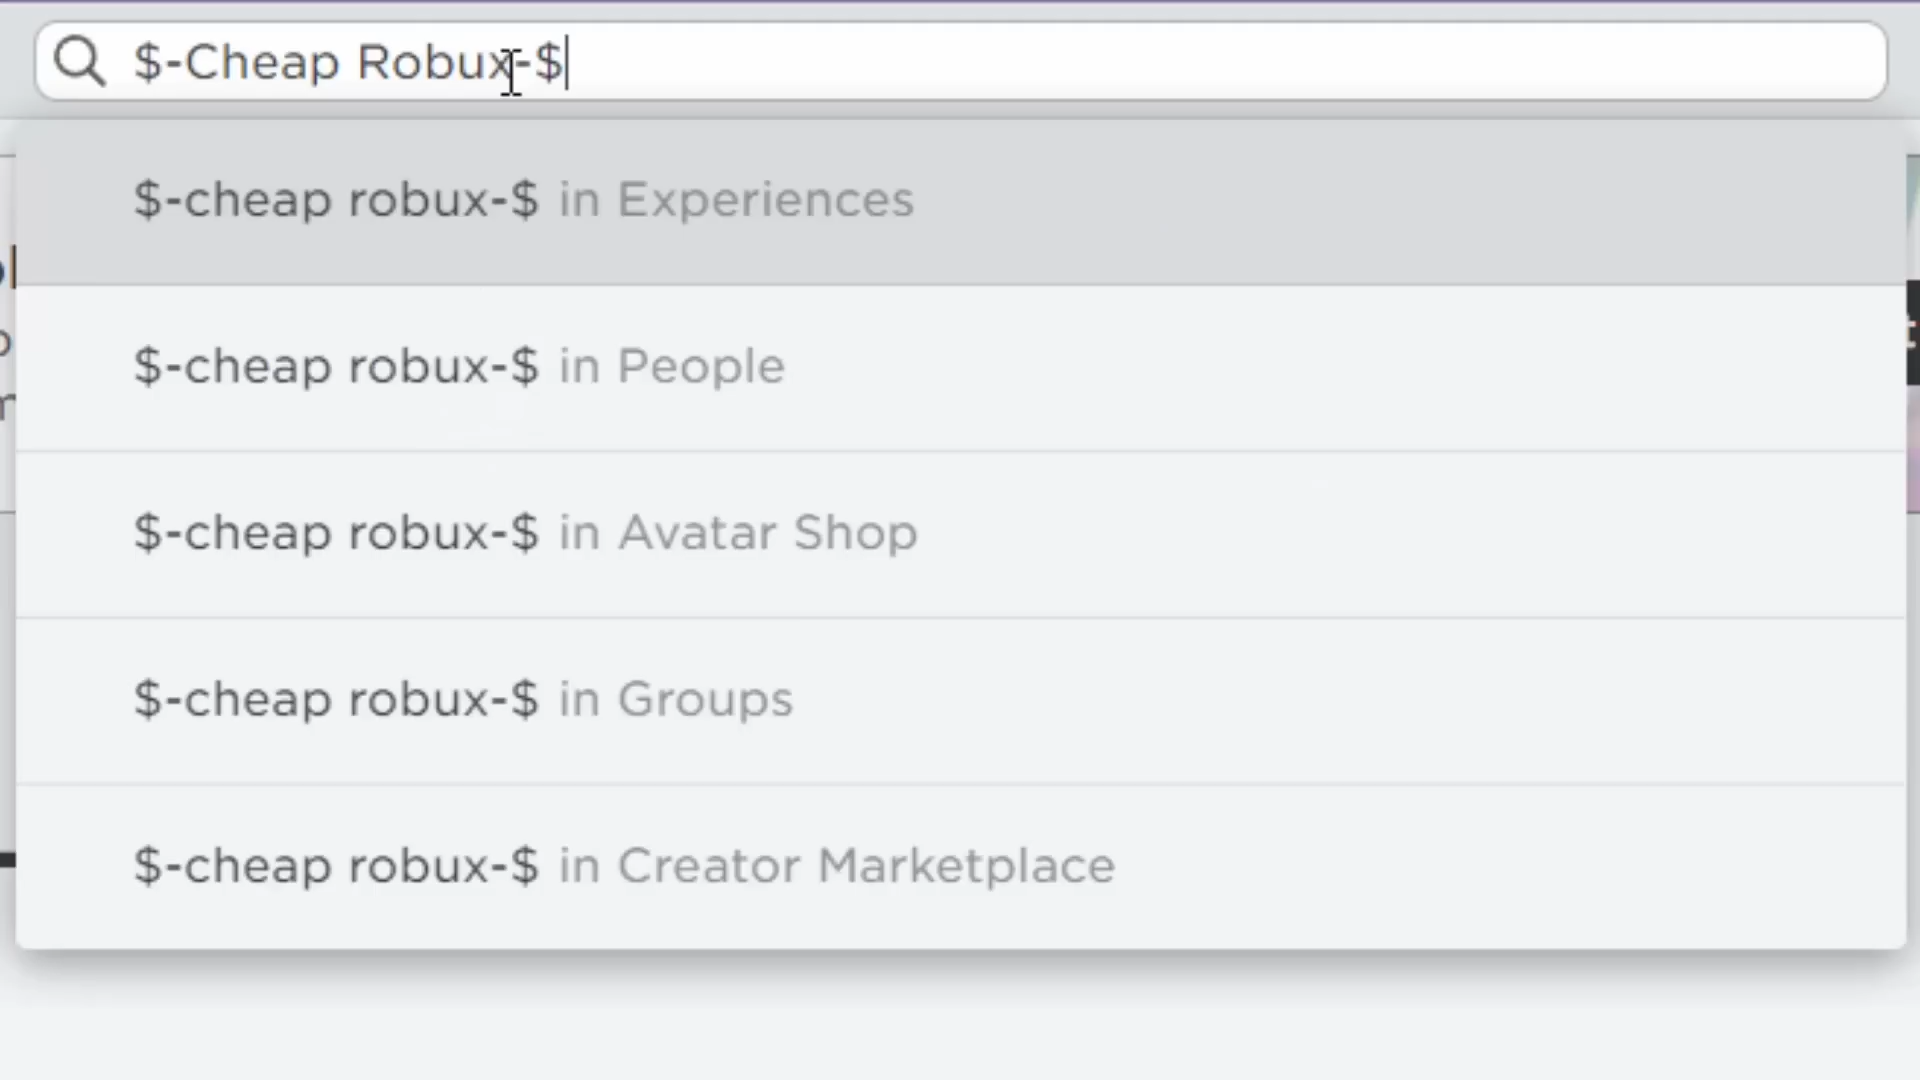 $-Cheap Robux-$
$-cheap robux-$ in Experiences
$-cheap robux-$ in People
$-cheap robux-$ in Avatar Shop
$-cheap robux-$ in Groups
$-cheap robux-$ in Creator Marketplace